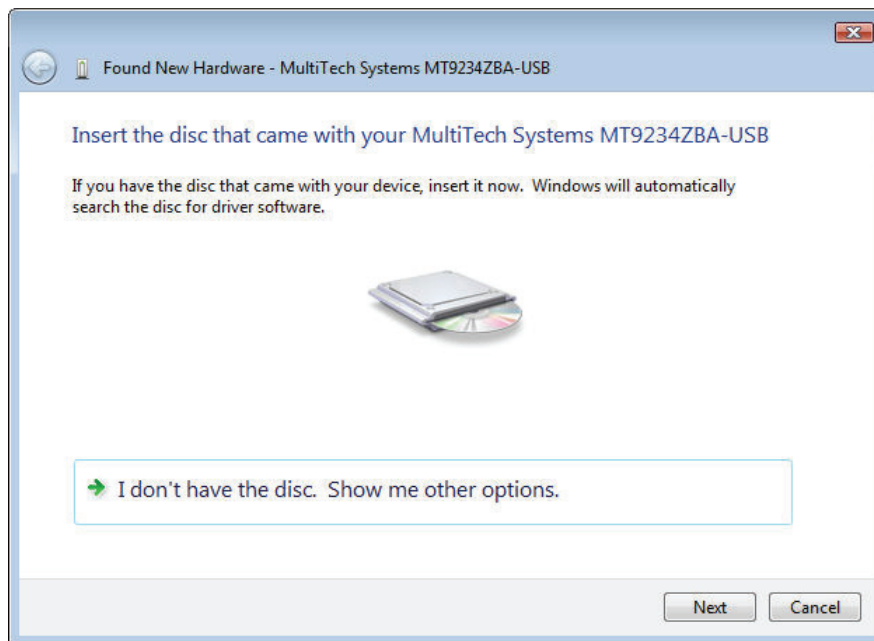 Found New Hardware - MultiTech Systems MT9234ZBA-USB
Insert the disc that came with your MultiTech Systems MT9234ZBA-USB
If you have the disc that came with your device, insert it now.  Windows will automatically
search the disc for driver software.
I don't have the disc.  Show me other options.
Next Cancel